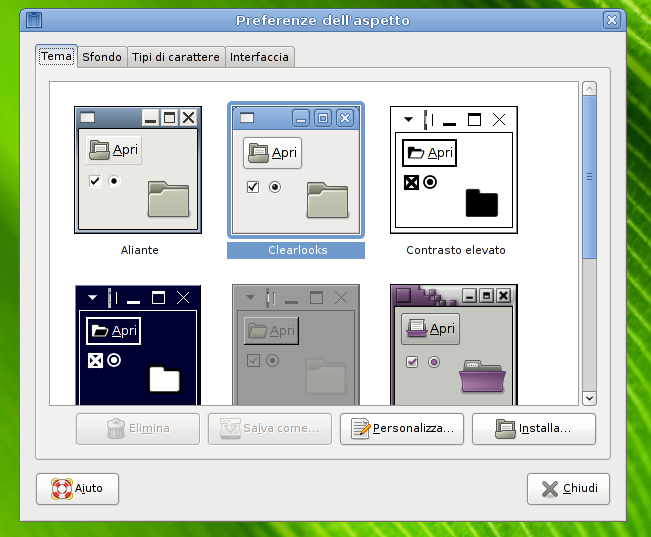 Preferenze dell'aspetto
Tema Sfondo Tipi di carattere Interfaccia
Apri Apri Apri
Aliante Clearlooks Contrasto elevato
Apri Apri Apri
Elimina Salva come... Personalizza... Installa...
Aiuto Chiudi